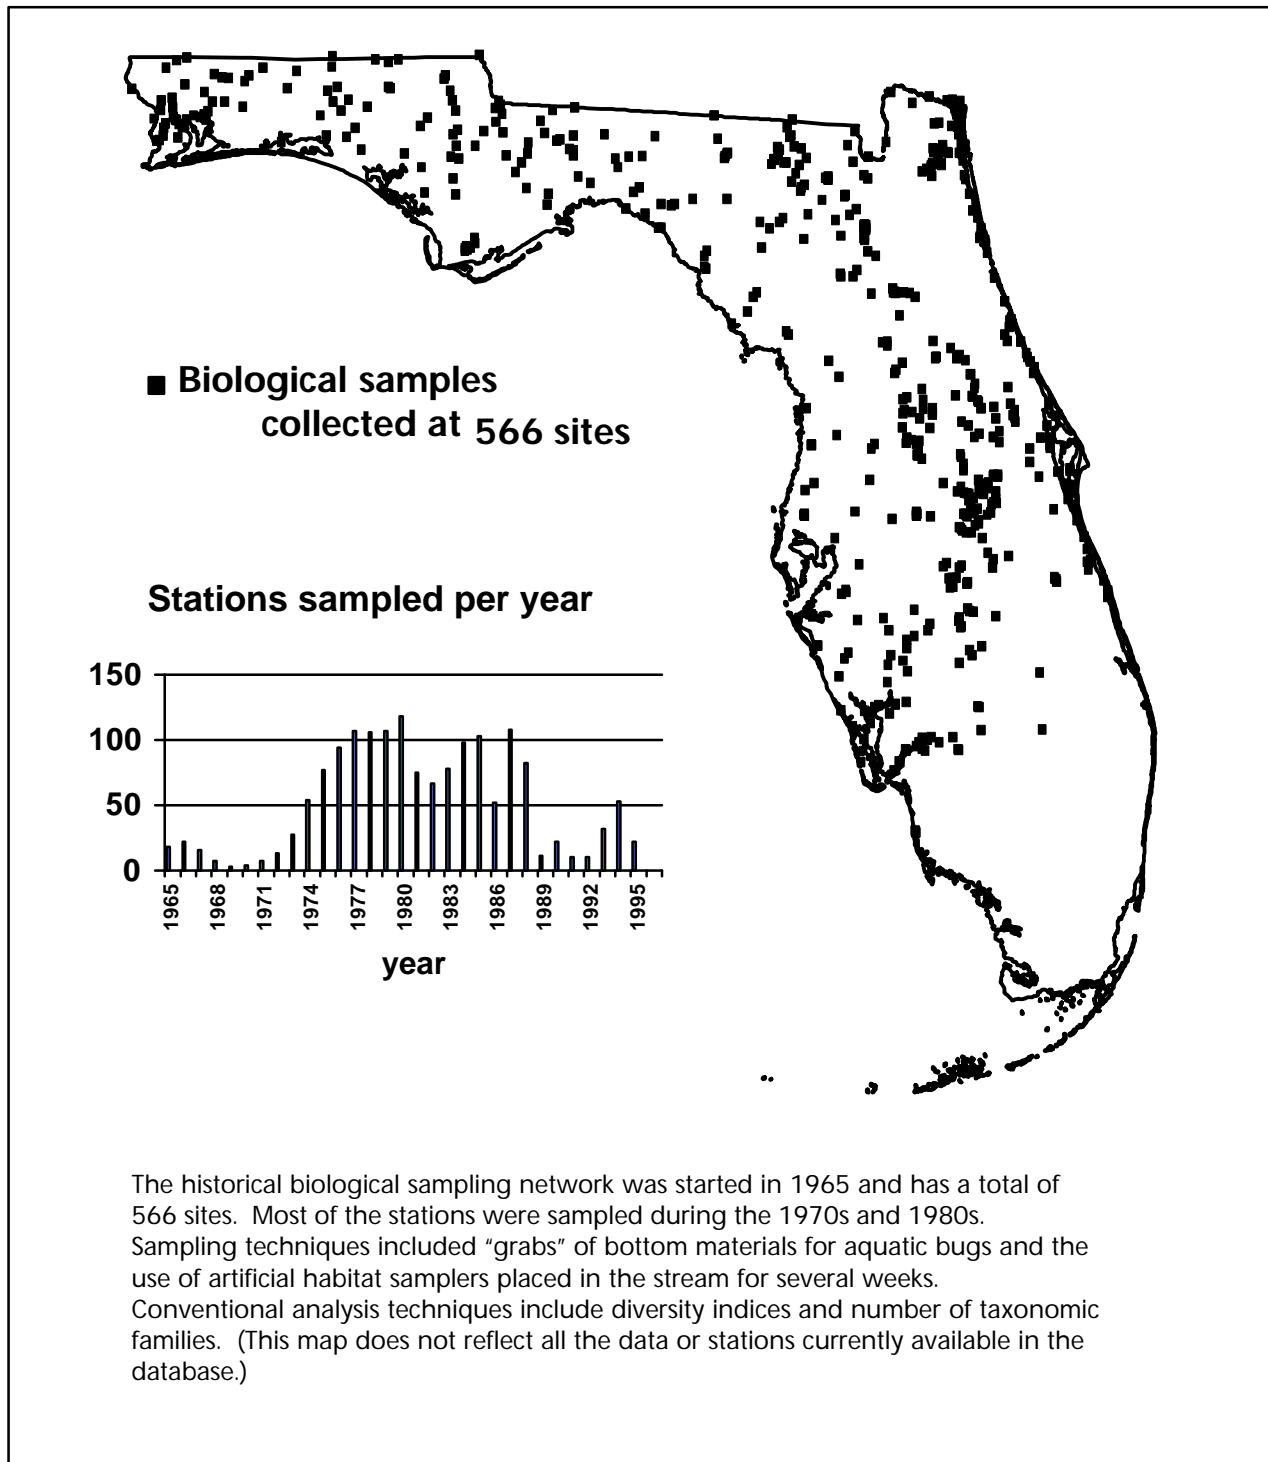 Biological samples
collected at 566 sites
Stations sampled per year
150
100
50
0
1965
1968
1971
1974
1977
1980
1983
1986
1989
1992
1995
year
The historical biological sampling network was started in 1965 and has a total of
566 sites. Most of the stations were sampled during the 1970s and 1980s.
Sampling techniques included “grabs” of bottom materials for aquatic bugs and the
use of artificial habitat samplers placed in the stream for several weeks.
Conventional analysis techniques include diversity indices and number of taxonomic
families. (This map does not reflect all the data or stations currently available in the
database.)